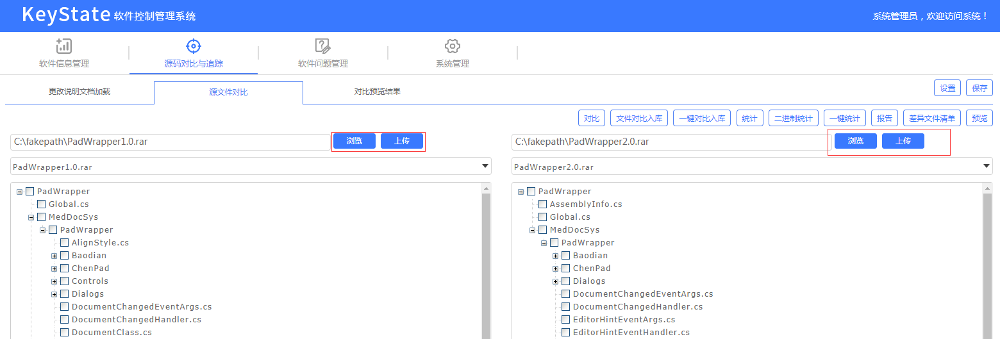 KeyState 软件控制管理系统
系统管理员，欢迎访问系统！
软件信息管理
源码对比与追踪
软件问题管理
系统管理
更改说明文档加载
源文件对比
对比预览结果
设置
保存
对比
文件对比入库
一键对比入库
统计
二进制统计
一键统计
报告
差异文件清单
预览
C:\fakepath\PadWrapper1.0.rar
浏览
上传
PadWrapper1.0.rar
PadWrapper
Global.cs
MedDocSys
PadWrapper
AlignStyle.cs
Baodian
ChenPad
Controls
Dialogs
DocumentChangedEventArgs.cs
DocumentChangedHandler.cs
DocumentClass.cs
C:\fakepath\PadWrapper2.0.rar
浏览
上传
PadWrapper2.0.rar
PadWrapper
AssemblyInfo.cs
Global.cs
MedDocSys
PadWrapper
Baodian
ChenPad
Dialogs
DocumentChangedEventArgs.cs
DocumentChangedHandler.cs
EditorHintEventArgs.cs
EditorHintEventHandler.cs